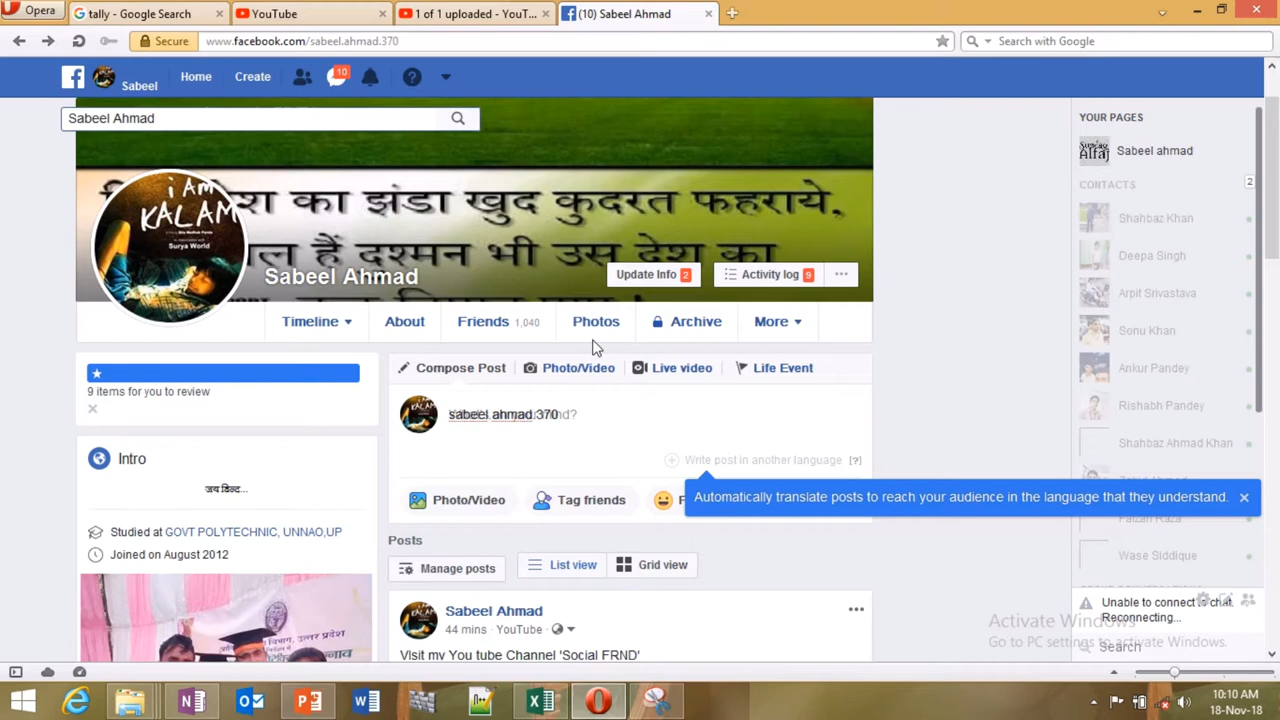 Opera
tally - Google Search
YouTube
1 of 1 uploaded - YouT...
(10) Sabeel Ahmad
Secure
www.facebook.com/sabeel.ahmad.370
Search with Google
Sabeel
Home
Create
10
Sabeel Ahmad
का झंडा खुद कुदरत फहराये,
हैं दुश्मन भी उस देश का
i AM
KALAM
Surya World
Sabeel Ahmad
Update Info 2
Activity log 9
Timeline
About
Friends 1,040
Photos
Archive
More
9 items for you to review
Compose Post
Photo/Video
Live video
Life Event
sabeel ahmad.370
Write post in another language [?]
Photo/Video
Tag friends
F
Automatically translate posts to reach your audience in the language that they understand.
Intro
जय हिन्द...
Studied at GOVT POLYTECHNIC, UNNAO,UP
Joined on August 2012
Posts
Manage posts
List view
Grid view
Sabeel Ahmad
44 mins · YouTube ·
Visit my You tube Channel 'Social FRND'
YOUR PAGES
Sabeel ahmad
2
CONTACTS
Shahbaz Khan
Deepa Singh
Arpit Srivastava
Sonu Khan
Ankur Pandey
Rishabh Pandey
Shahbaz Ahmad Khan
Faizan Raza
Wase Siddique
Unable to connect to chat.
Reconnecting...
Activate Windows
Go to PC settings to activate Windows.
Search
10:10 AM
18-Nov-18